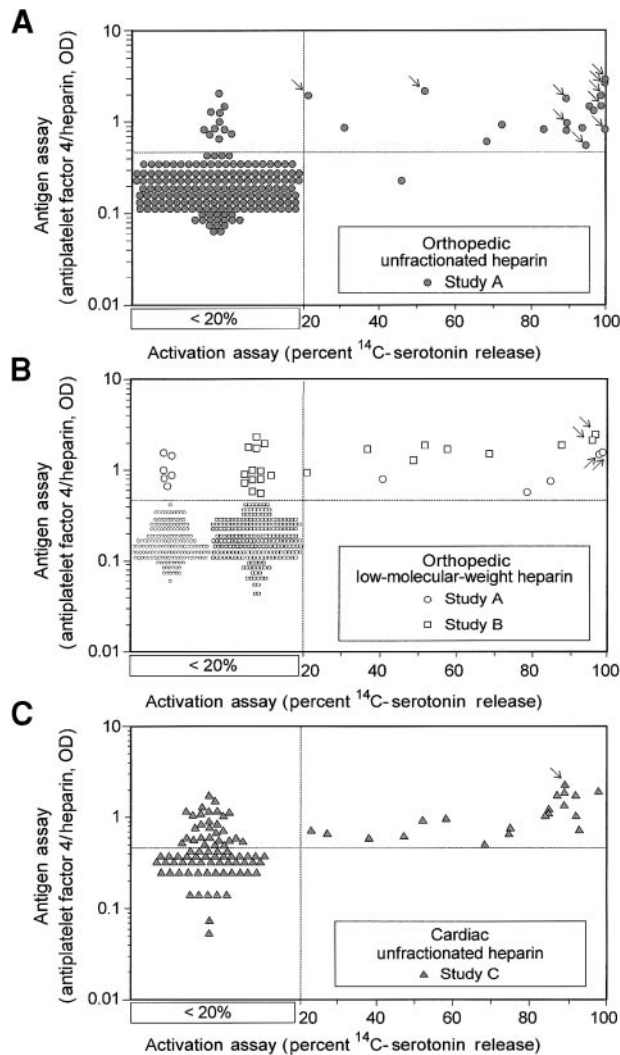 A
Antigen assay
(antiplatelet factor 4/heparin, OD)
10
1
0.1
0.01
Orthopedic
unfractionated heparin
Study A
< 20%
20 40 60 80 100
Activation assay (percent 14C-serotonin release)
B
Antigen assay
(antiplatelet factor 4/heparin, OD)
10
1
0.1
0.01
Orthopedic
low-molecular-weight heparin
Study A
Study B
< 20%
20 40 60 80 100
Activation assay (percent 14C-serotonin release)
C
Antigen assay
(antiplatelet factor 4/heparin, OD)
10
1
0.1
0.01
Cardiac
unfractionated heparin
Study C
< 20%
20 40 60 80 100
Activation assay (percent 14C-serotonin release)